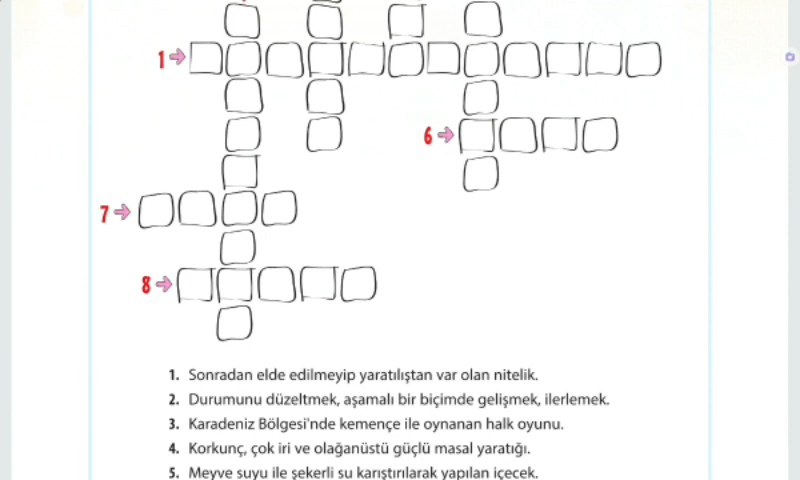 1
6
7
8
1. Sonradan elde edilmeyip yaratılıştan var olan nitelik.
2. Durumunu düzeltmek, aşamalı bir biçimde gelişmek, ilerlemek.
3. Karadeniz Bölgesi'nde kemençe ile oynanan halk oyunu.
4. Korkunç, çok iri ve olağanüstü güçlü masal yaratığı.
5. Meyve suyu ile şekerli su karıştırılarak yapılan içecek.